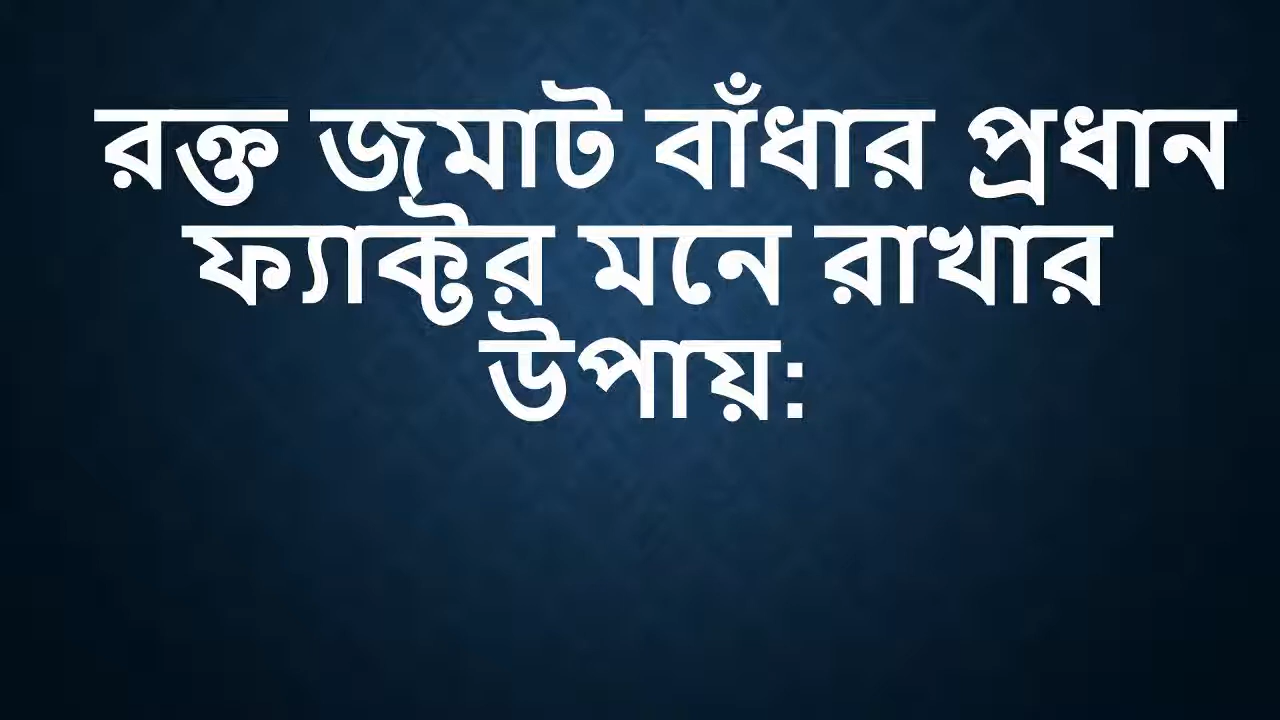 রক্ত জমাট বাঁধার প্রধান
ফ্যাক্টর মনে রাখার
উপায়: